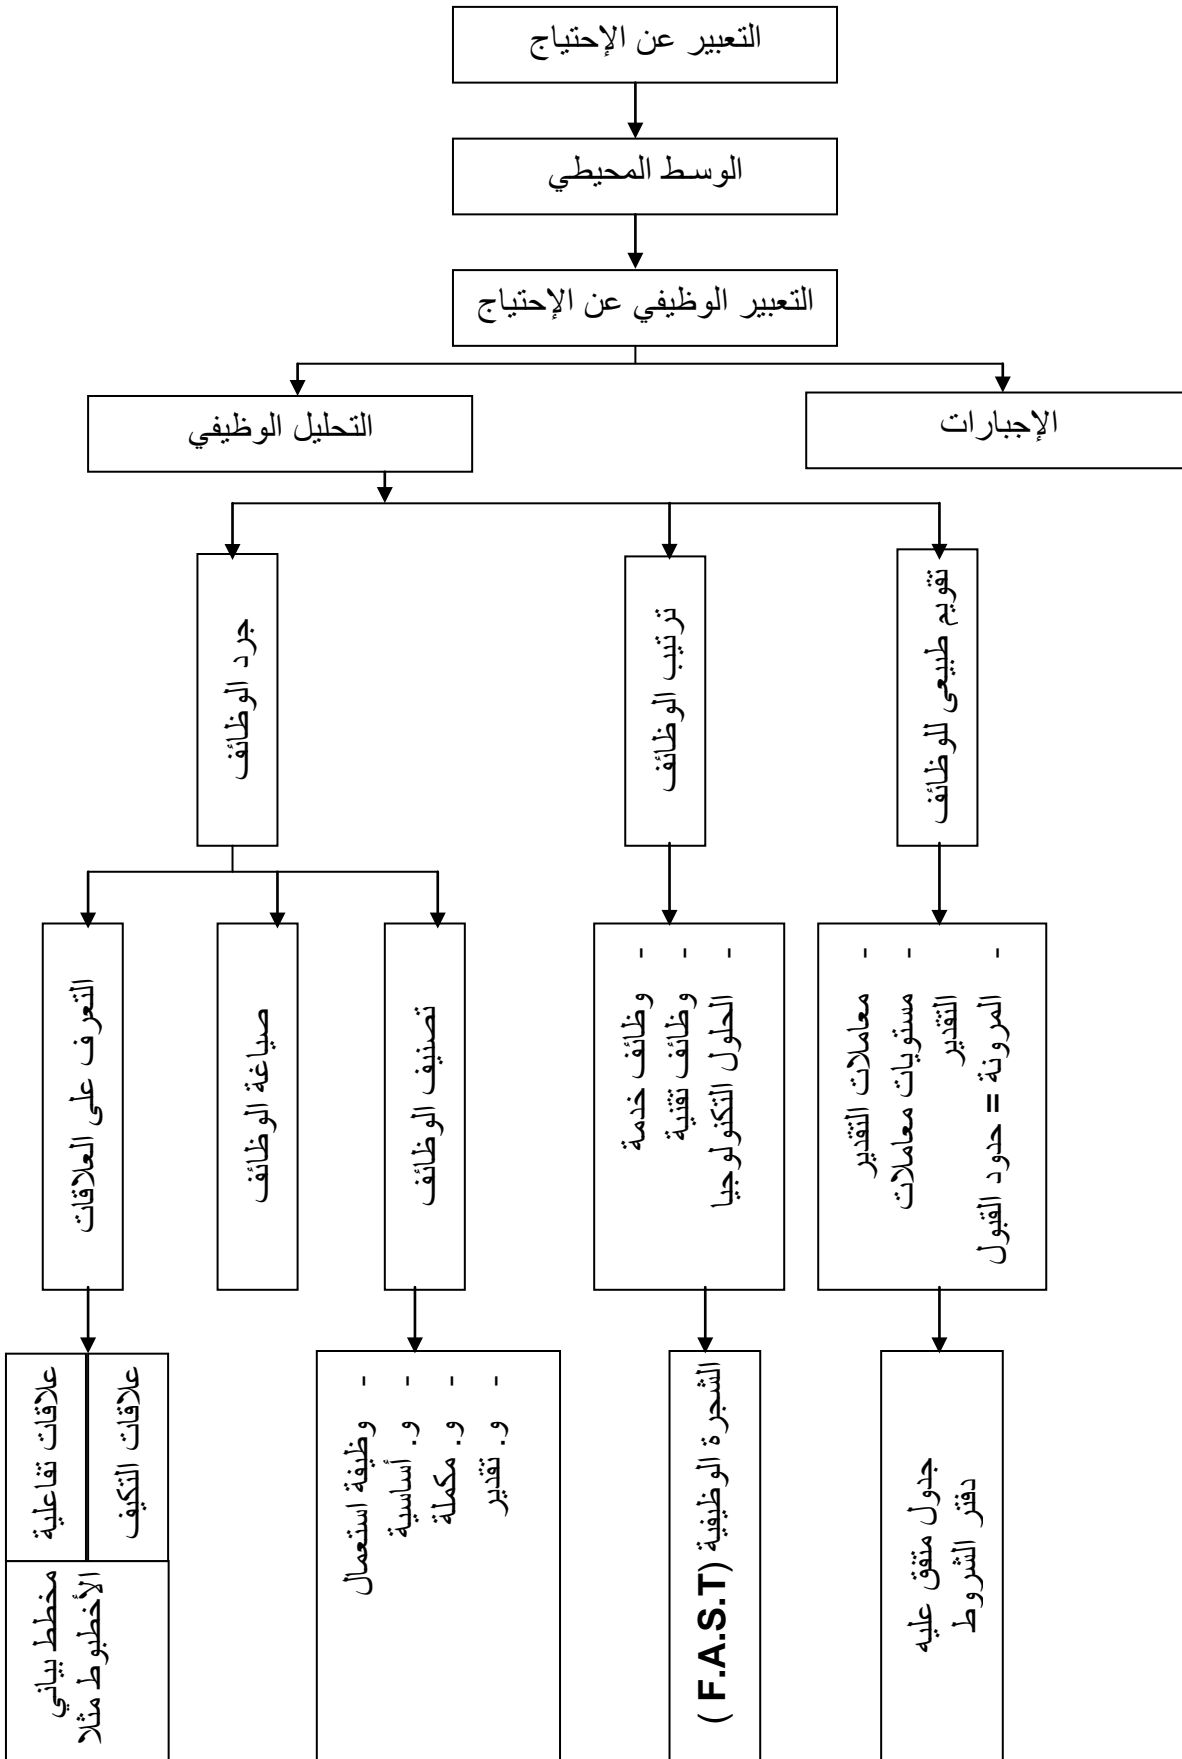 التعبير عن الإحتياج
الوسط المحيطي
التعبير الوظيفي عن الإحتياج
الإجبارات
التحليل الوظيفي
تقويم طبيعي للوظائف
ترتيب الوظائف
جرد الوظائف
- معاملات التقدير
- مستويات معاملات
التقدير
- المرونة = حدود القبول
- وظائف خدمة
- وظائف تقنية
- الحلول التكنولوجيا
تصنيف الوظائف
صياغة الوظائف
التعرف على العلاقات
جدول متفق عليه
دفتر الشروط
الشجرة الوظيفية (F.A.S.T )
- وظيفة استعمال
- و. أساسية
- و. مكملة
- و. تقدير
علاقات التكيف
علاقات تفاعلية
مخطط بياني
الأخطبوط مثلا